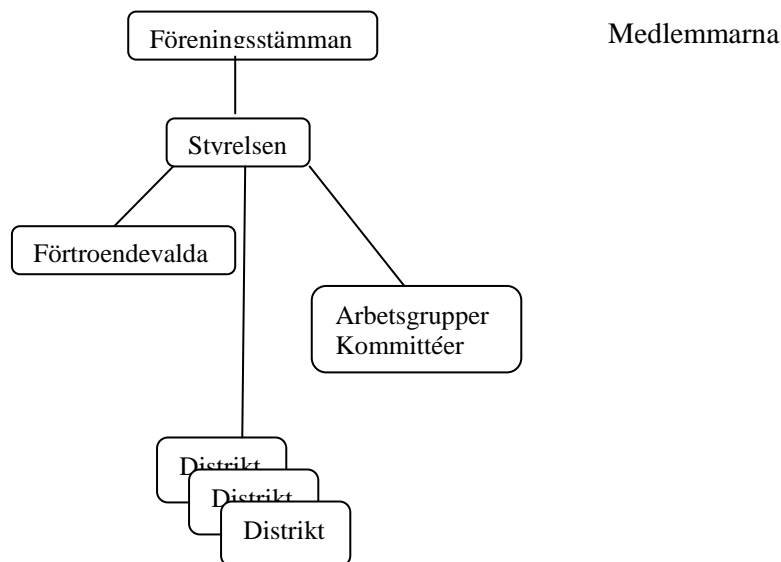 Föreningsstämman
Medlemmarna
Styrelsen
Förtroendevalda
Arbetsgrupper
Kommittéer
Distrikt
Distrikt
Distrikt